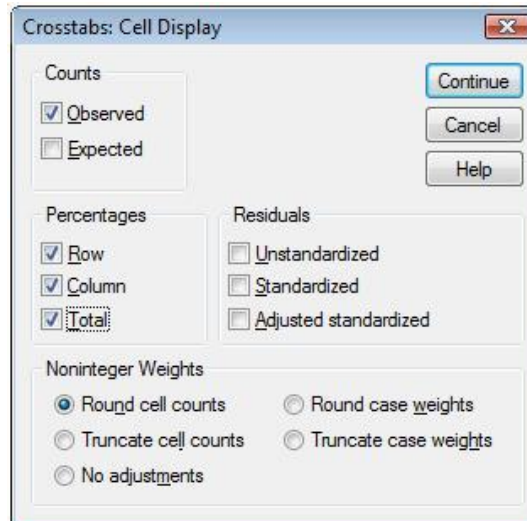 Crosstabs: Cell Display
Counts
Observed
Expected
Continue
Cancel
Help
Percentages
Row
Column
Total
Residuals
Unstandardized
Standardized
Adjusted standardized
Noninteger Weights
Round cell counts
Round case weights
Truncate cell counts
Truncate case weights
No adjustments